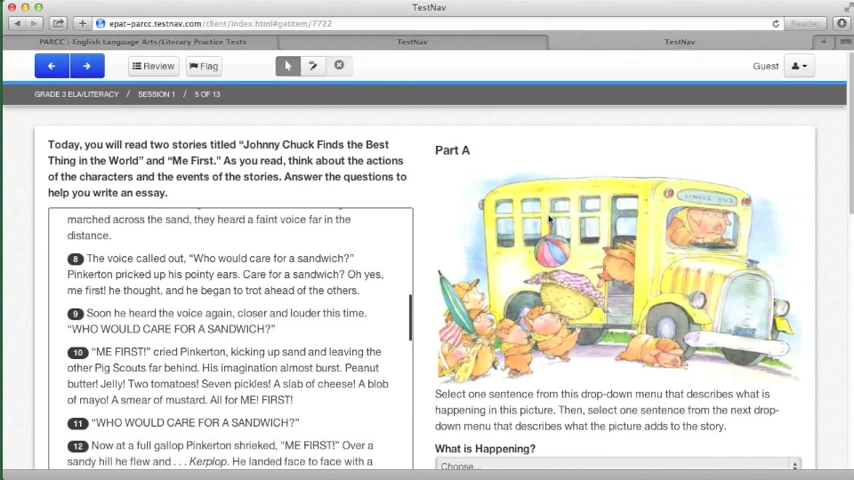 TestNav
epat-parcc.testnav.com/client/index.html#getitem/7722
Reader
PARCC | English Language Arts/Literacy Practice Tests
TestNav
TestNav
Review
Flag
Guest
GRADE 3 ELA/LITERACY / SESSION 1 / 5 OF 13
Today, you will read two stories titled “Johnny Chuck Finds the Best
Thing in the World” and “Me First.” As you read, think about the actions
of the characters and the events of the stories. Answer the questions to
help you write an essay.
marched across the sand, they heard a faint voice far in the
distance.
8 The voice called out, “Who would care for a sandwich?”
Pinkerton pricked up his pointy ears. Care for a sandwich? Oh yes,
me first! he thought, and he began to trot ahead of the others.
9 Soon he heard the voice again, closer and louder this time.
“WHO WOULD CARE FOR A SANDWICH?”
10 “ME FIRST!” cried Pinkerton, kicking up sand and leaving the
other Pig Scouts far behind. His imagination almost burst. Peanut
butter! Jelly! Two tomatoes! Seven pickles! A slab of cheese! A blob
of mayo! A smear of mustard. All for ME! FIRST!
11 “WHO WOULD CARE FOR A SANDWICH?”
12 Now at a full gallop Pinkerton shrieked, “ME FIRST!” Over a
sandy hill he flew and . . . Kerplop. He landed face to face with a
Part A
Select one sentence from this drop-down menu that describes what is
happening in this picture. Then, select one sentence from the next drop-
down menu that describes what the picture adds to the story.
What is Happening?
Choose...